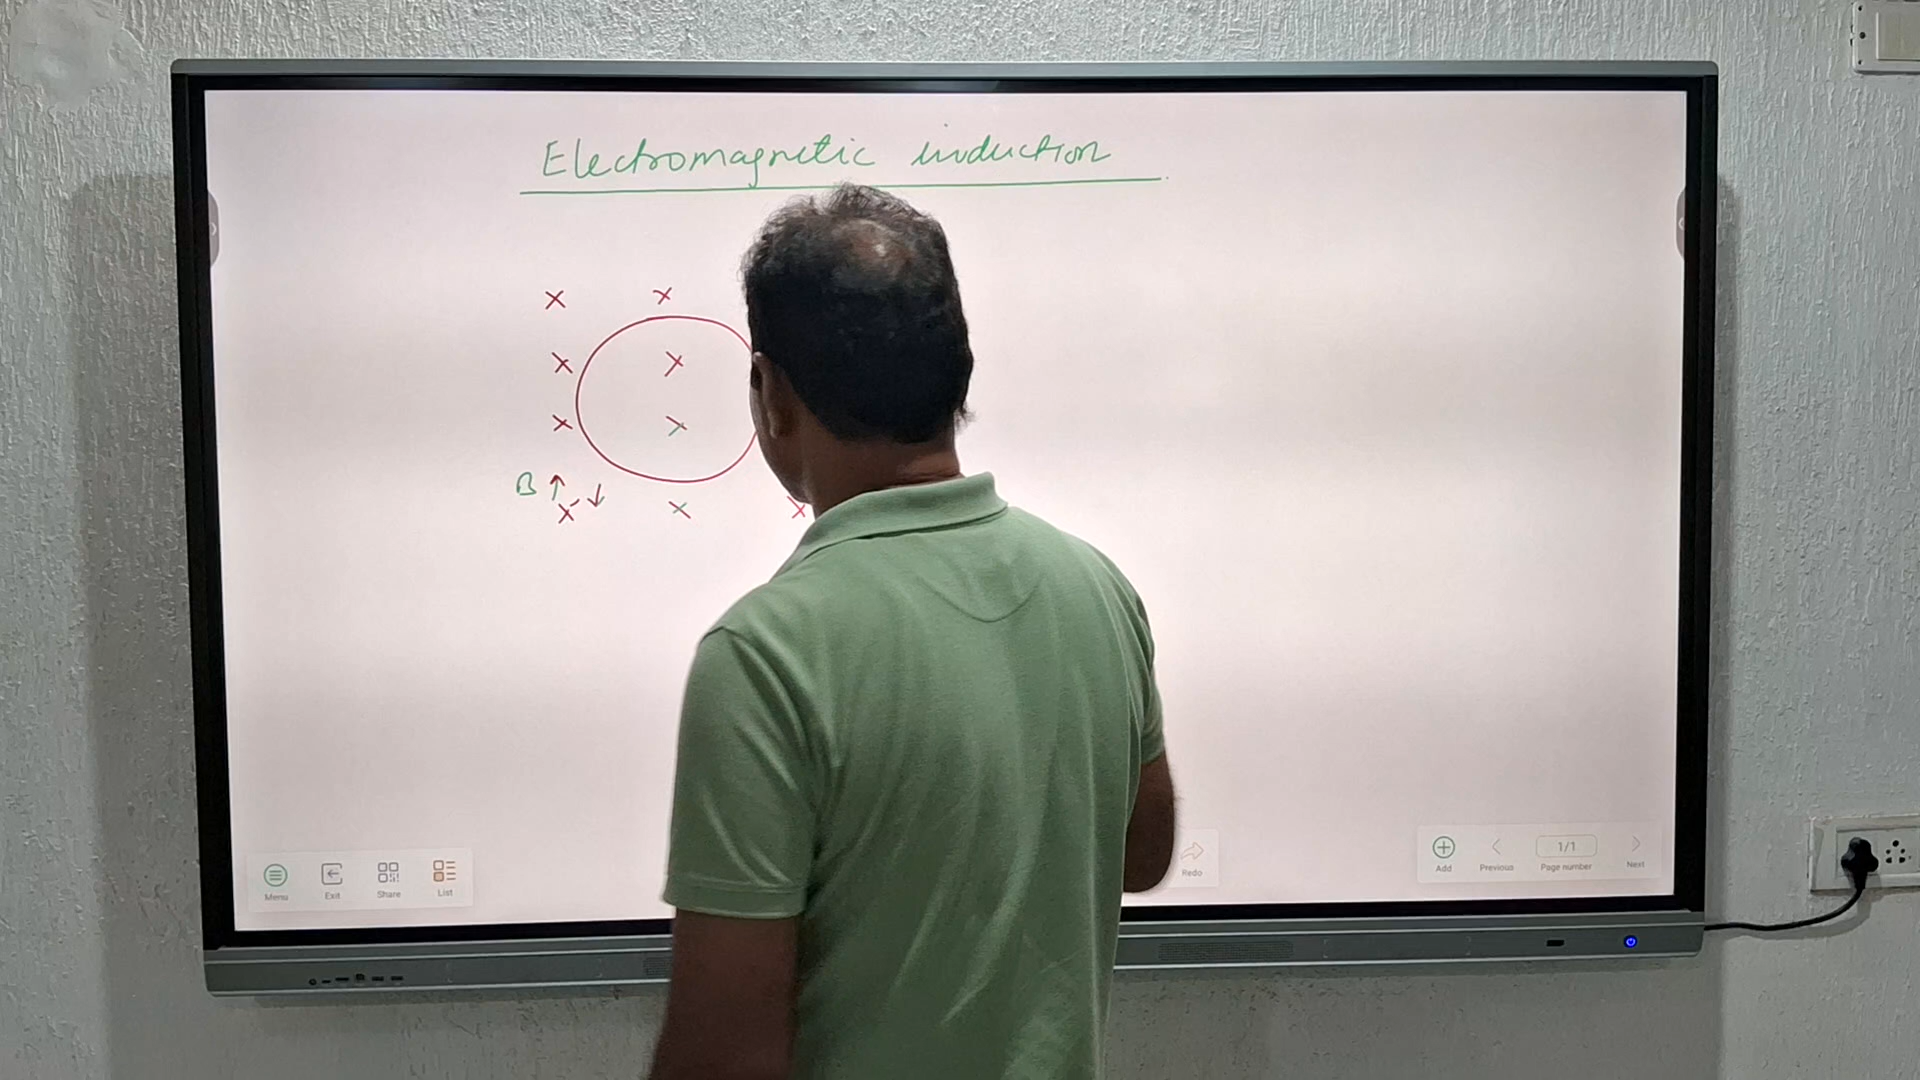 Electromagnetic induction
× ×
× ×
× ×
B ↑
× ↓ × ×
Menu Exit Share List
Redo
Add Previous 1/1 Page number Next